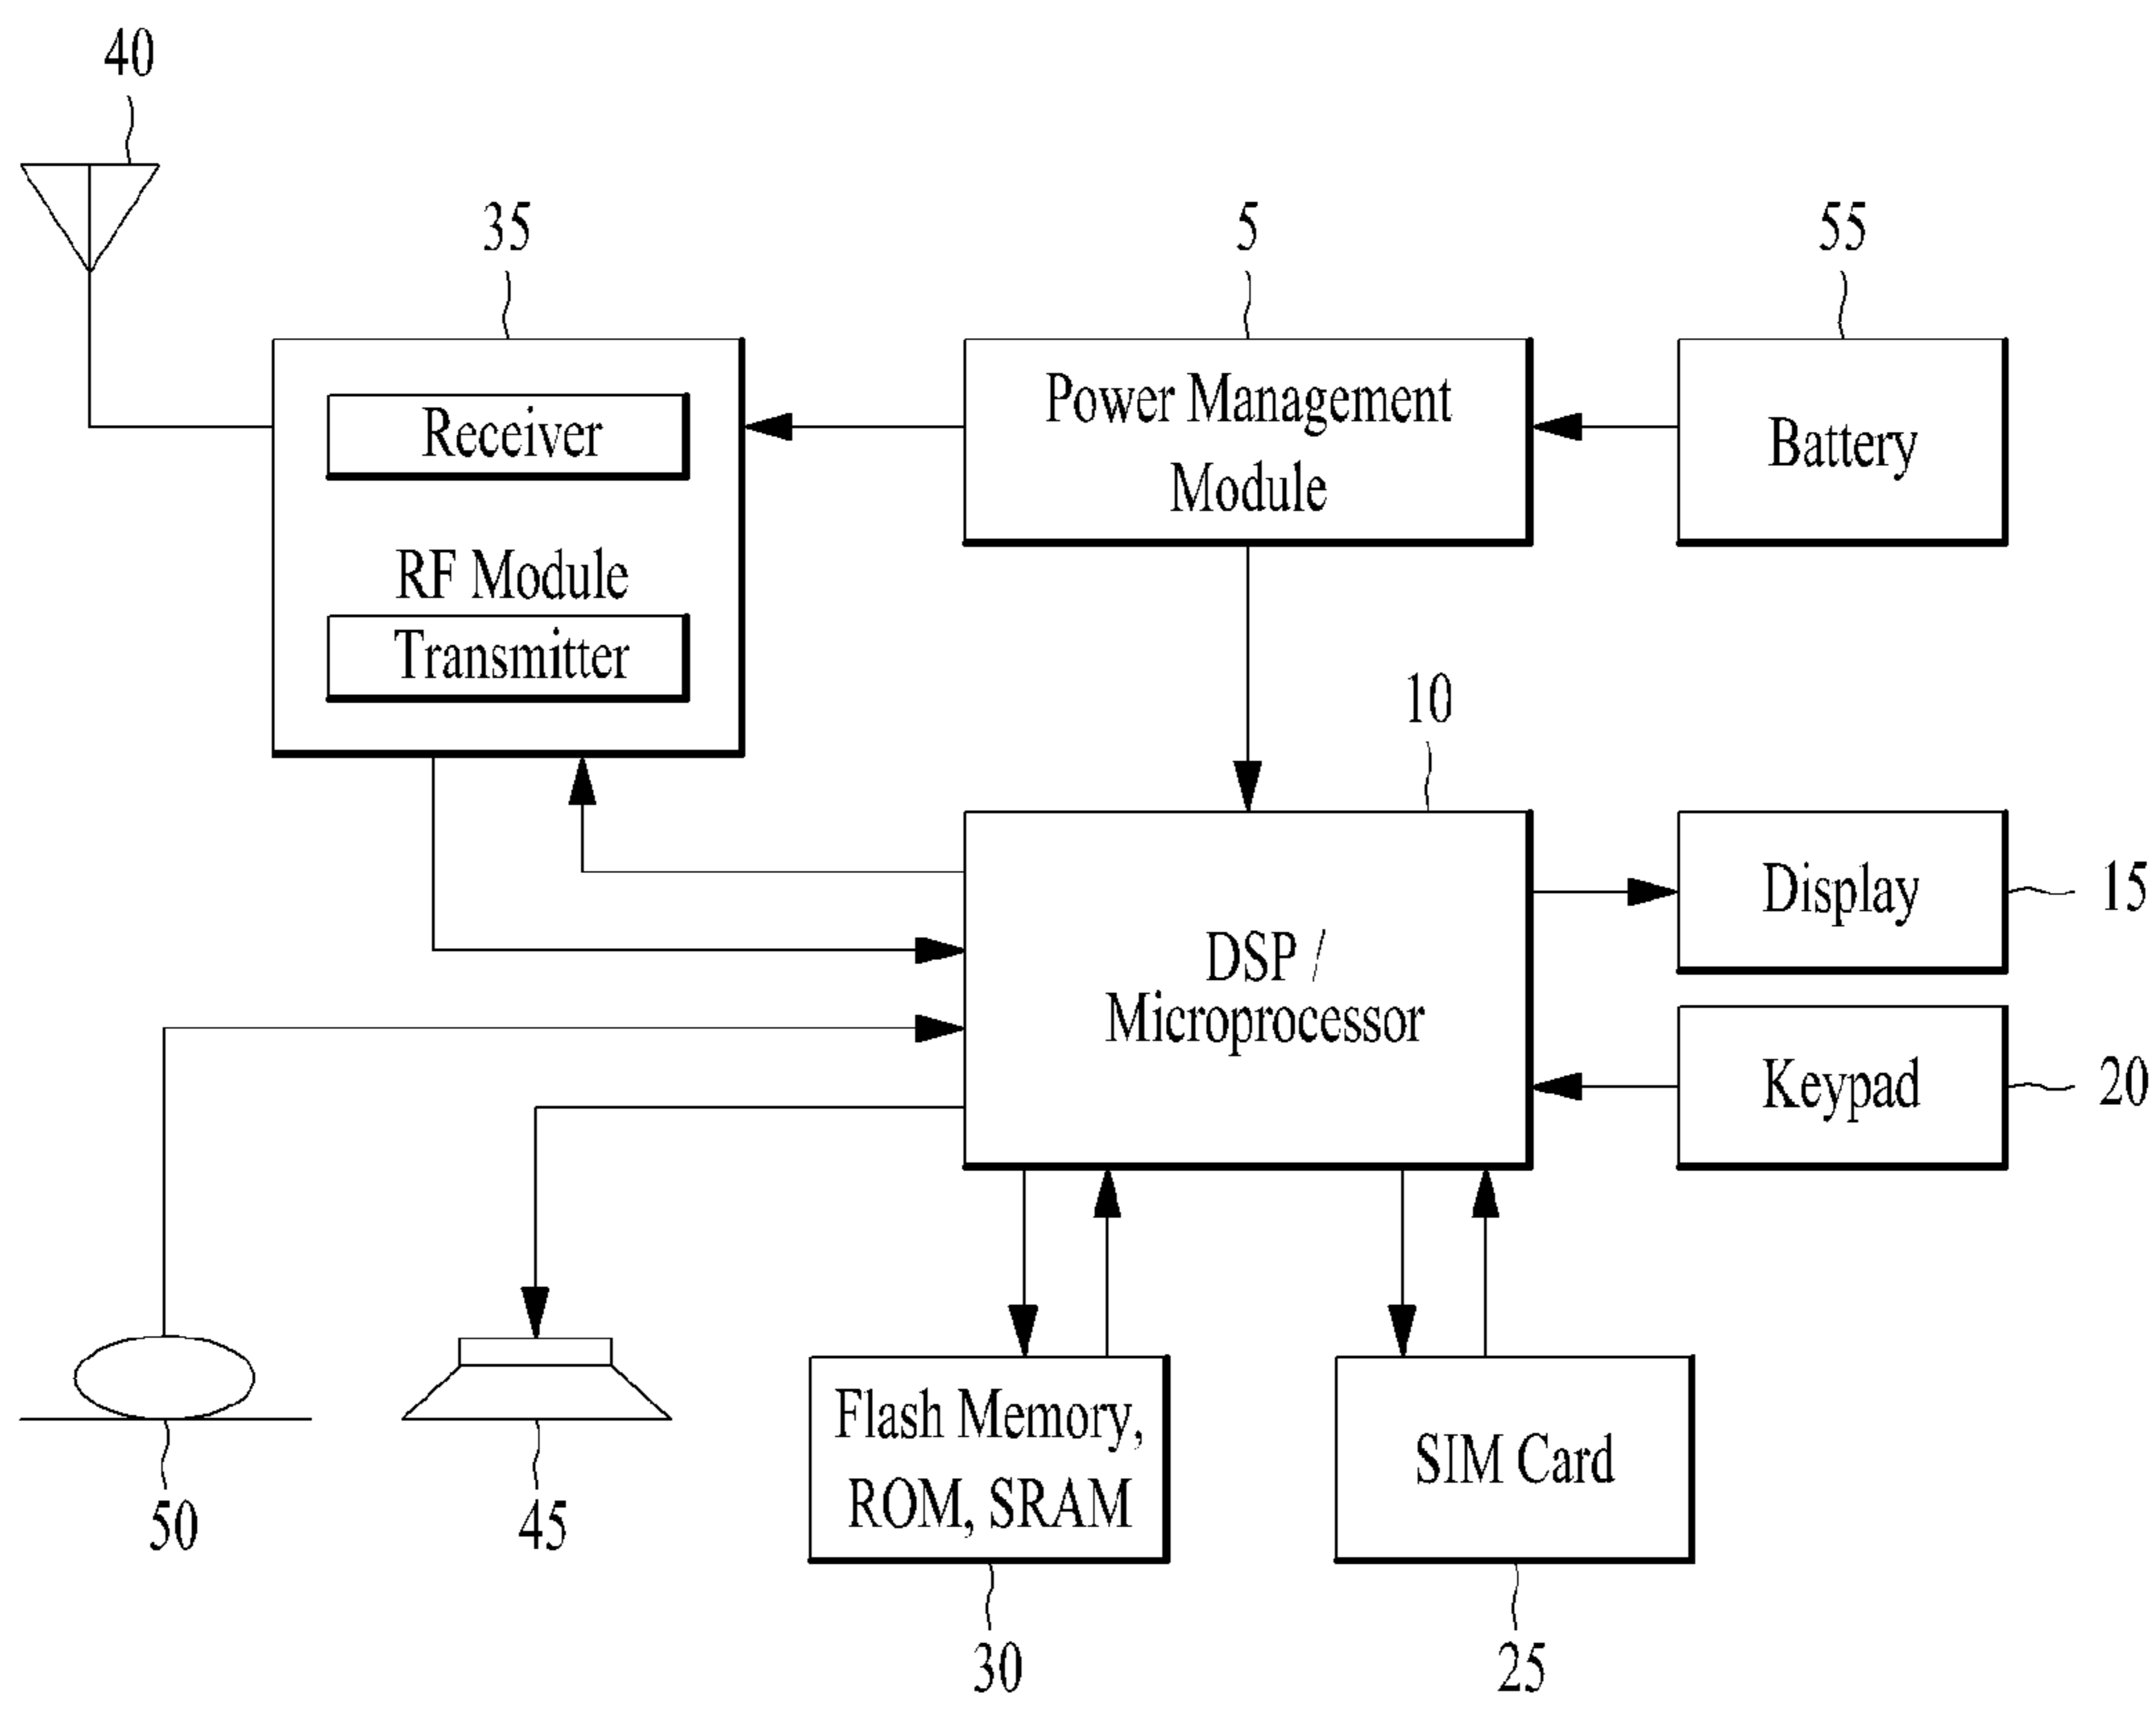 40
35
5
55
Receiver
RF Module
Transmitter
Power Management
Module
Battery
10
DSP /
Microprocessor
Display
15
Keypad
20
50
45
Flash Memory,
ROM, SRAM
30
SIM Card
25